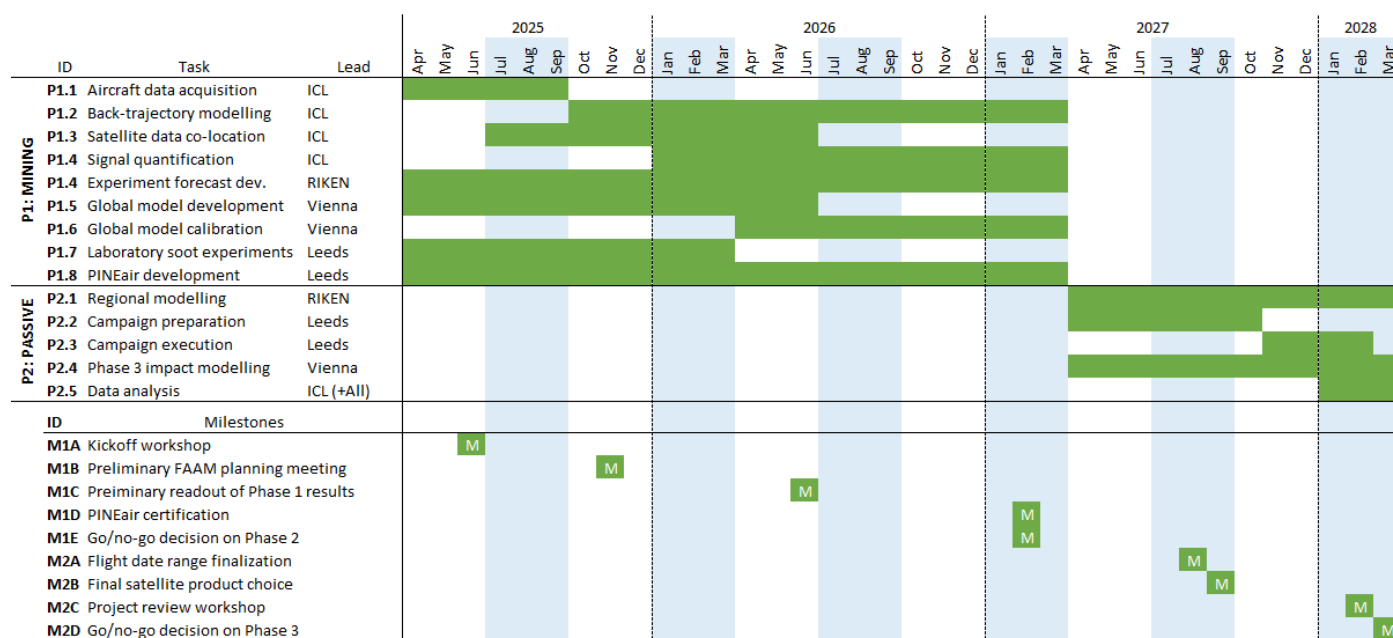 2025 2026 2027 2028
ID Task Lead Apr May Jun Jul Aug Sep Oct Nov Dec Jan Feb Mar Apr May Jun Jul Aug Sep Oct Nov Dec Jan Feb Mar Apr May Jun Jul Aug Sep Oct Nov Dec Jan Feb Mar
P1: MINING
P1.1 Aircraft data acquisition ICL
P1.2 Back-trajectory modelling ICL
P1.3 Satellite data co-location ICL
P1.4 Signal quantification ICL
P1.4 Experiment forecast dev. RIKEN
P1.5 Global model development Vienna
P1.6 Global model calibration Vienna
P1.7 Laboratory soot experiments Leeds
P1.8 PINEair development Leeds
P2: PASSIVE
P2.1 Regional modelling RIKEN
P2.2 Campaign preparation Leeds
P2.3 Campaign execution Leeds
P2.4 Phase 3 impact modelling Vienna
P2.5 Data analysis ICL (+All)
ID Milestones
M1A Kickoff workshop M
M1B Preliminary FAAM planning meeting M
M1C Preiminary readout of Phase 1 results M
M1D PINEair certification M
M1E Go/no-go decision on Phase 2 M
M2A Flight date range finalization M
M2B Final satellite product choice M
M2C Project review workshop M
M2D Go/no-go decision on Phase 3 M